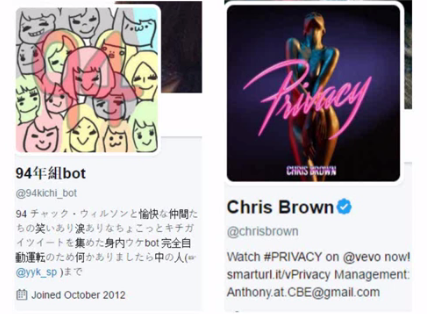 94年組bot
@94kichi_bot
94 チャック・ウィルソンと愉快な仲間た
ちの笑いあり涙ありなちょこっとキチガ
イツイートを集めた身内ウケbot 完全自
動運転のため何かありましたら中の人(✏
@yyk_sp )まで
Joined October 2012
Privacy
CHRIS BROWN
Chris Brown
@chrisbrown
Watch #PRIVACY on @vevo now!
smarturl.it/vPrivacy Management:
Anthony.at.CBE@gmail.com